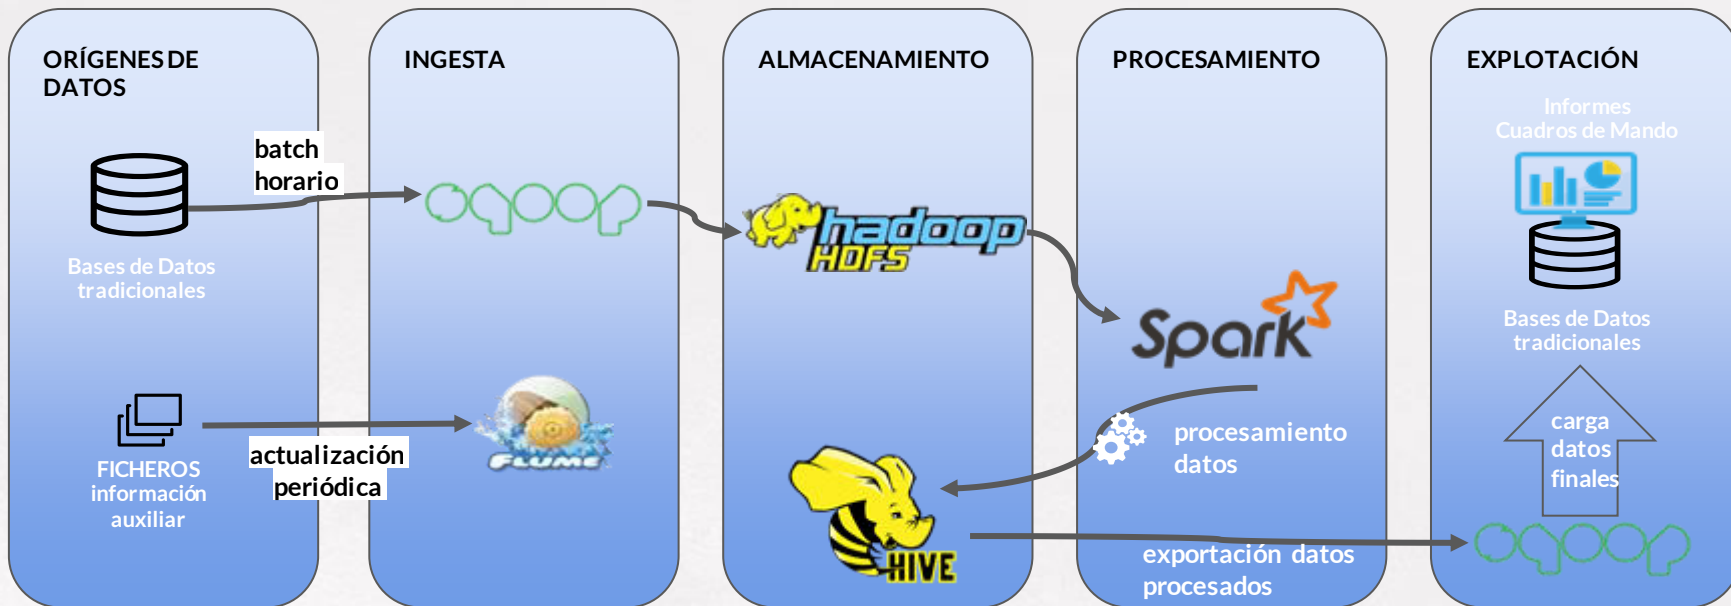 ORÍGENES DE
DATOS
batch
horario
Bases de Datos
tradicionales
FICHEROS
información
auxiliar
actualización
periódica
INGESTA
sqoop
FLUME
ALMACENAMIENTO
hadoop
HDFS
HIVE
PROCESAMIENTO
Spark
procesamiento
datos
exportación datos
procesados
EXPLOTACIÓN
Informes
Cuadros de Mando
Bases de Datos
tradicionales
carga
datos
finales
sqoop